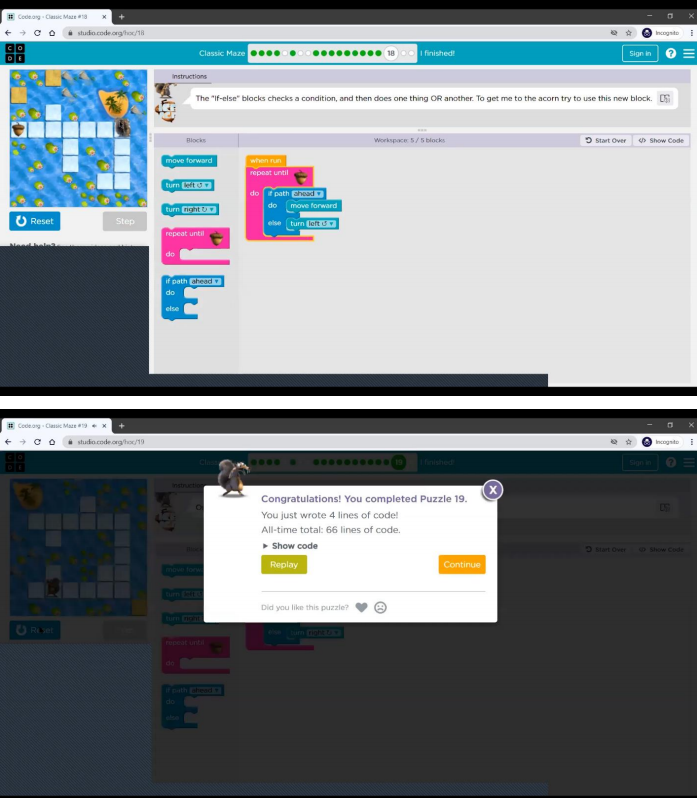 Code.org - Classic Maze #18
studio.code.org/hoc/18
Incognito
C O
D E
Classic Maze
18
I finished!
Sign in
?
Instructions
The "if-else" blocks checks a condition, and then does one thing OR another. To get me to the acorn try to use this new block.
Blocks
Workspace: 5 / 5 blocks
Start Over
</> Show Code
move forward
turn left
turn right
repeat until
do
if path ahead
do
else
when run
repeat until
do
if path ahead
do
move forward
else
turn left
Reset
Step
Code.org - Classic Maze #19
studio.code.org/hoc/19
Incognito
I finished!
Sign in
Congratulations! You completed Puzzle 19.
You just wrote 4 lines of code!
All-time total: 66 lines of code.
Show code
Replay
Continue
Did you like this puzzle?
X
Start Over
Show Code
else
turn right
repeat until
do
if path ahead
do
else
Reset